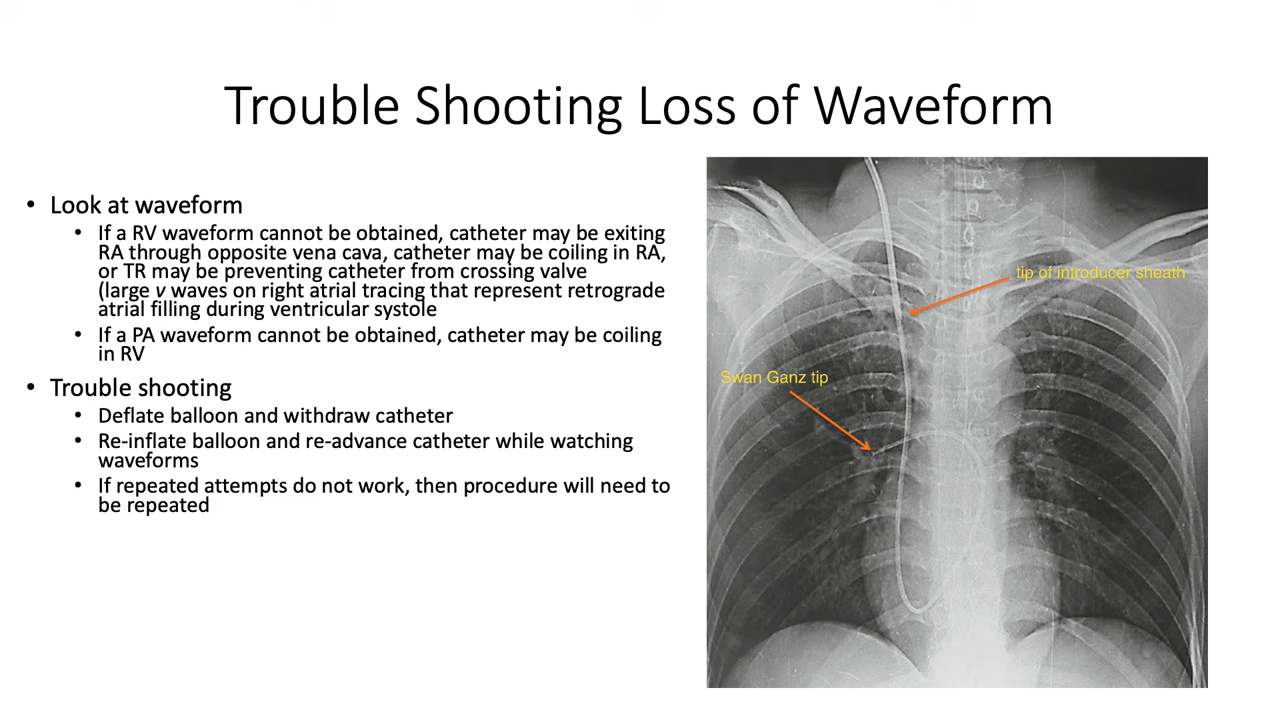 Trouble Shooting Loss of Waveform
• Look at waveform
• If a RV waveform cannot be obtained, catheter may be exiting
RA through opposite vena cava, catheter may be coiling in RA,
or TR may be preventing catheter from crossing valve
(large v waves on right atrial tracing that represent retrograde
atrial filling during ventricular systole
• If a PA waveform cannot be obtained, catheter may be coiling
in RV
• Trouble shooting
• Deflate balloon and withdraw catheter
• Re-inflate balloon and re-advance catheter while watching
waveforms
• If repeated attempts do not work, then procedure will need to
be repeated
tip of introducer sheath
Swan Ganz tip